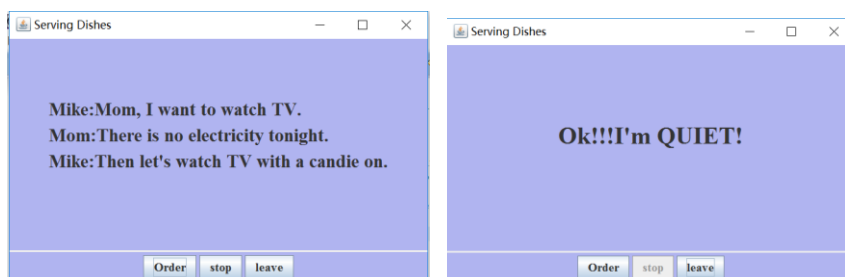 Serving Dishes
Mike:Mom, I want to watch TV.
Mom:There is no electricity tonight.
Mike:Then let's watch TV with a candie on.
Order stop leave
Serving Dishes
Ok!!!I'm QUIET!
Order stop leave